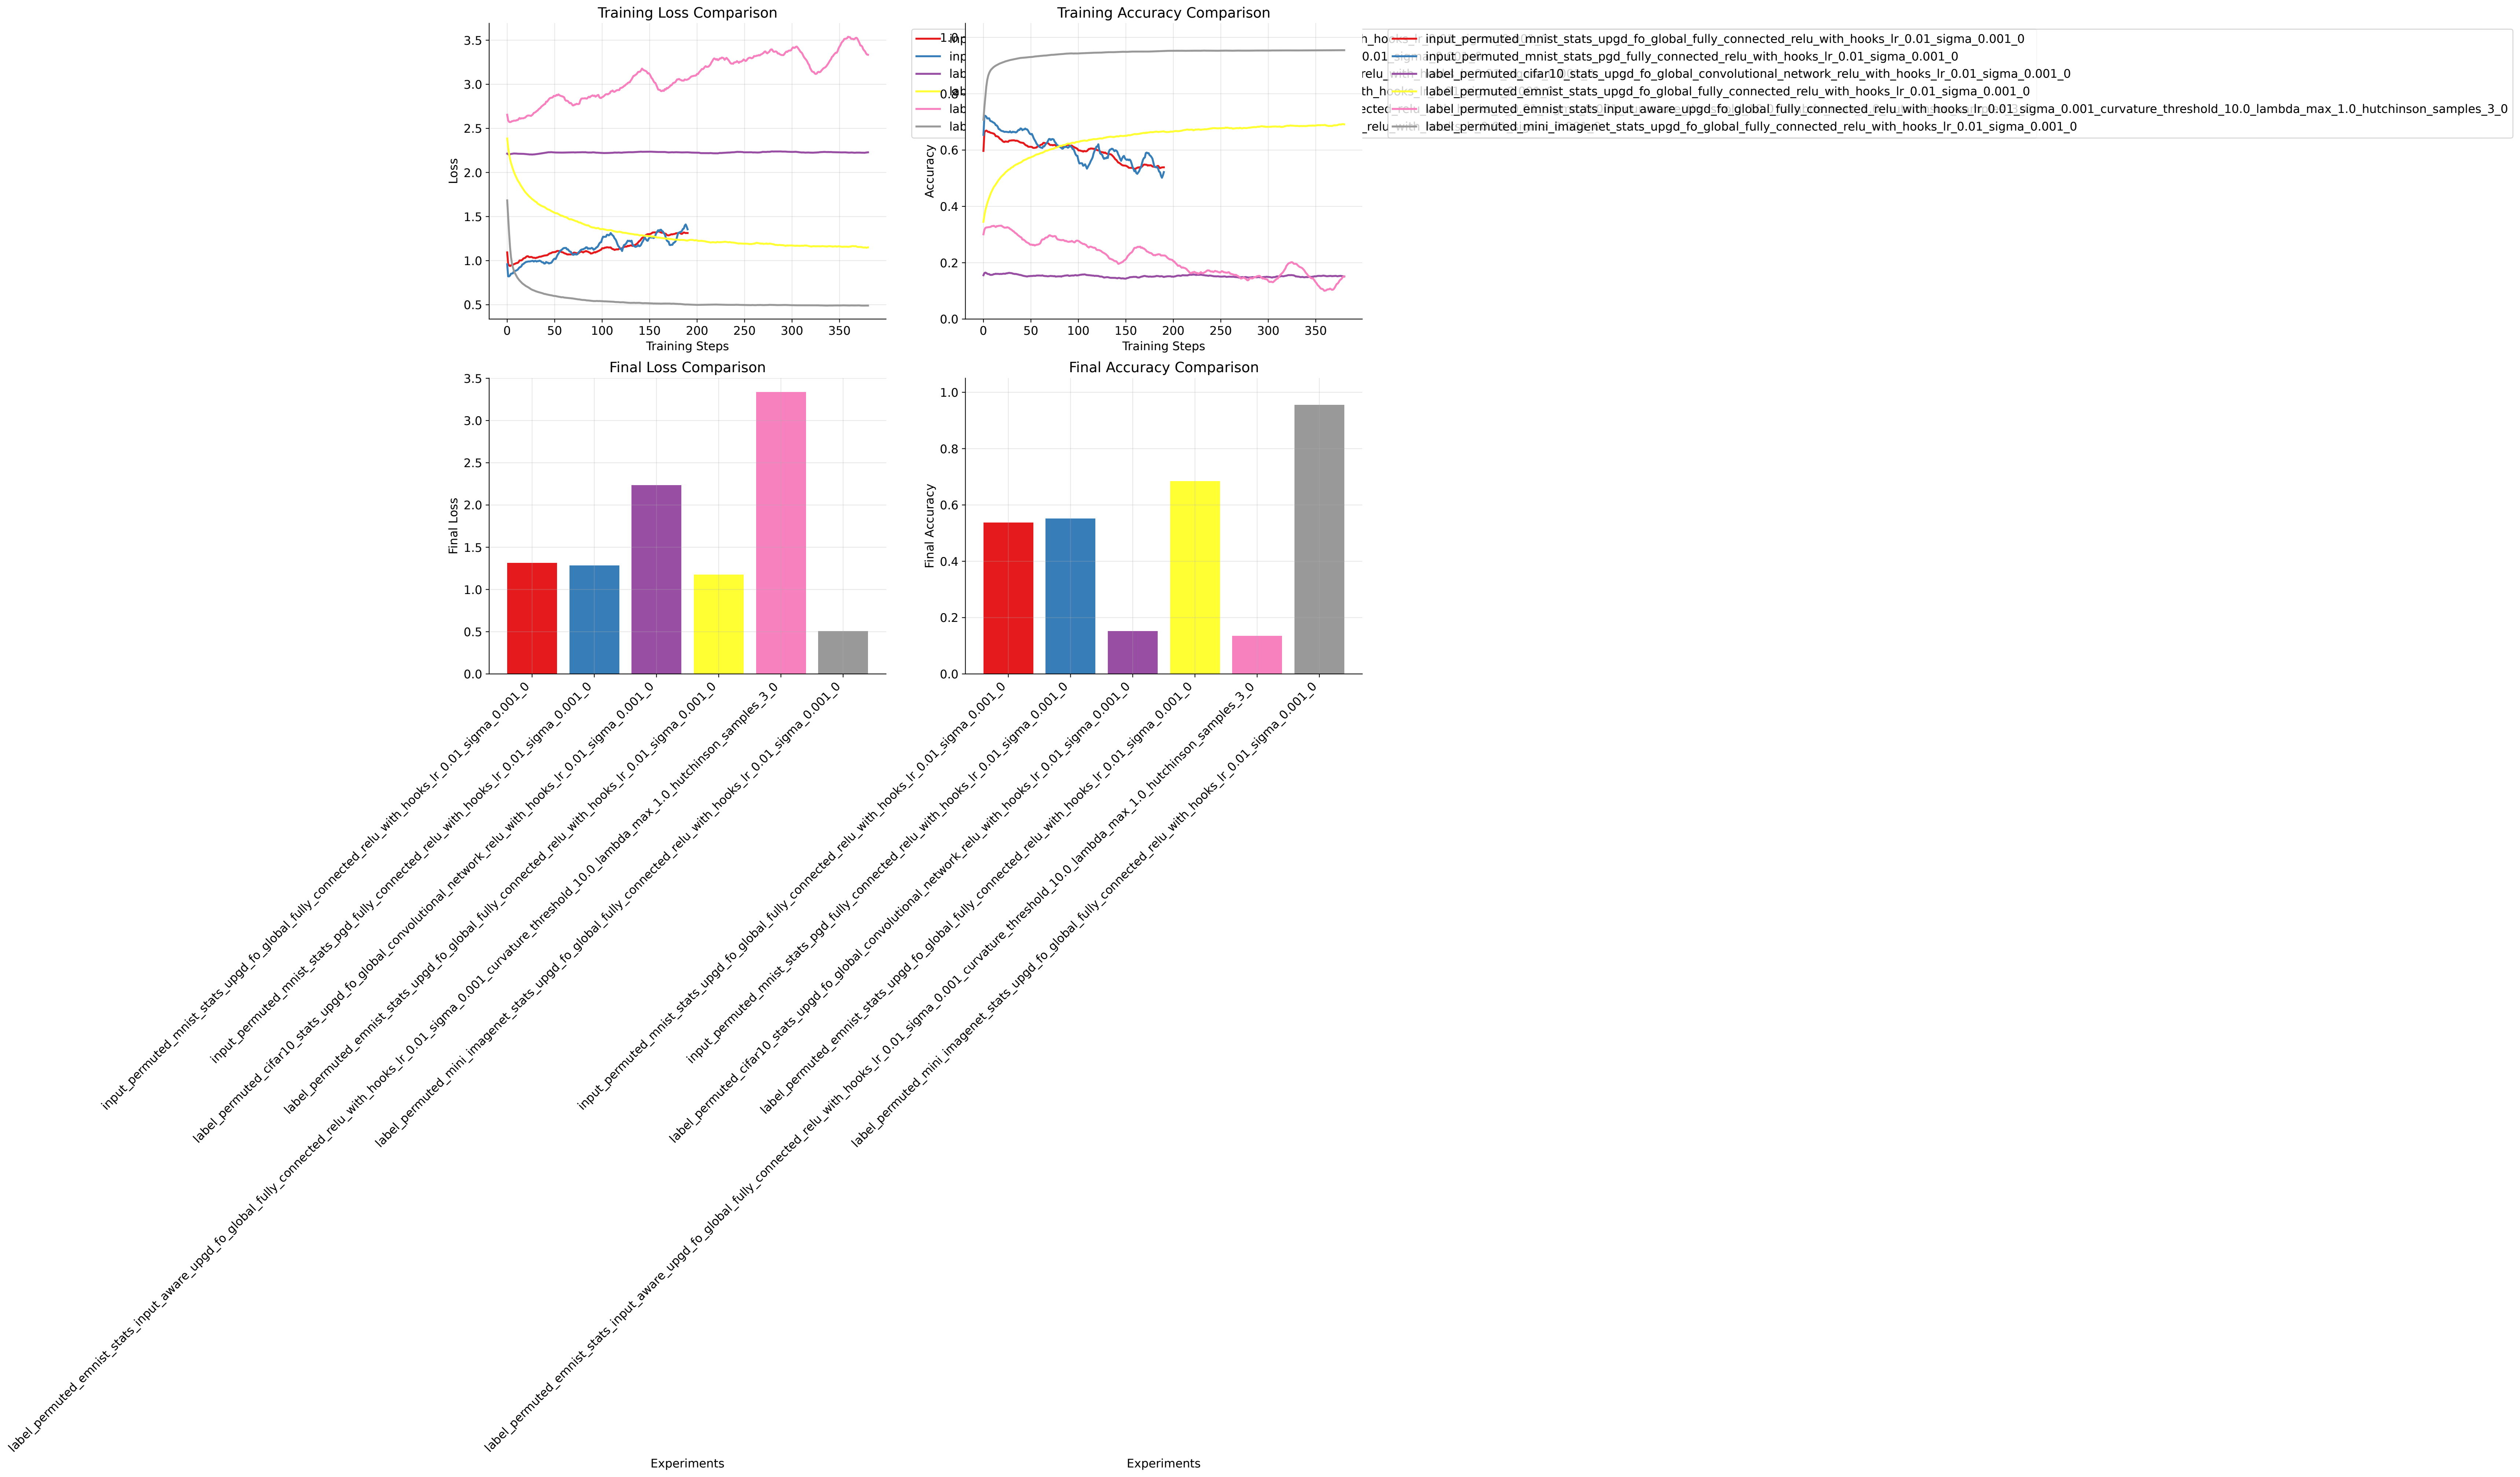 Training Loss Comparison
3.5
3.0
2.5
2.0
1.5
1.0
0.5
Loss
0
50
100
150
200
250
300
350
Training Steps
Training Accuracy Comparison
1.0
0.8
0.6
0.4
0.2
0.0
Accuracy
0
50
100
150
200
250
300
350
Training Steps
input_permuted_mnist_stats_upgd_fo_global_fully_connected_relu_with_hooks_lr_0.01_sigma_0.001_0
input_permuted_mnist_stats_pgd_fully_connected_relu_with_hooks_lr_0.01_sigma_0.001_0
label_permuted_cifar10_stats_upgd_fo_global_convolutional_network_relu_with_hooks_lr_0.01_sigma_0.001_0
label_permuted_emnist_stats_upgd_fo_global_fully_connected_relu_with_hooks_lr_0.01_sigma_0.001_0
label_permuted_emnist_stats_input_aware_upgd_fo_global_fully_connected_relu_with_hooks_lr_0.01_sigma_0.001_curvature_threshold_10.0_lambda_max_1.0_hutchinson_samples_3_0
label_permuted_mini_imagenet_stats_upgd_fo_global_fully_connected_relu_with_hooks_lr_0.01_sigma_0.001_0
Final Loss Comparison
3.5
3.0
2.5
2.0
1.5
1.0
0.5
0.0
Final Loss
input_permuted_mnist_stats_upgd_fo_global_fully_connected_relu_with_hooks_lr_0.01_sigma_0.001_0
input_permuted_mnist_stats_pgd_fully_connected_relu_with_hooks_lr_0.01_sigma_0.001_0
label_permuted_cifar10_stats_upgd_fo_global_convolutional_network_relu_with_hooks_lr_0.01_sigma_0.001_0
label_permuted_emnist_stats_upgd_fo_global_fully_connected_relu_with_hooks_lr_0.01_sigma_0.001_0
label_permuted_emnist_stats_input_aware_upgd_fo_global_fully_connected_relu_with_hooks_lr_0.01_sigma_0.001_curvature_threshold_10.0_lambda_max_1.0_hutchinson_samples_3_0
label_permuted_mini_imagenet_stats_upgd_fo_global_fully_connected_relu_with_hooks_lr_0.01_sigma_0.001_0
Experiments
Final Accuracy Comparison
1.0
0.8
0.6
0.4
0.2
0.0
Final Accuracy
input_permuted_mnist_stats_upgd_fo_global_fully_connected_relu_with_hooks_lr_0.01_sigma_0.001_0
input_permuted_mnist_stats_pgd_fully_connected_relu_with_hooks_lr_0.01_sigma_0.001_0
label_permuted_cifar10_stats_upgd_fo_global_convolutional_network_relu_with_hooks_lr_0.01_sigma_0.001_0
label_permuted_emnist_stats_upgd_fo_global_fully_connected_relu_with_hooks_lr_0.01_sigma_0.001_0
label_permuted_emnist_stats_input_aware_upgd_fo_global_fully_connected_relu_with_hooks_lr_0.01_sigma_0.001_curvature_threshold_10.0_lambda_max_1.0_hutchinson_samples_3_0
label_permuted_mini_imagenet_stats_upgd_fo_global_fully_connected_relu_with_hooks_lr_0.01_sigma_0.001_0
Experiments